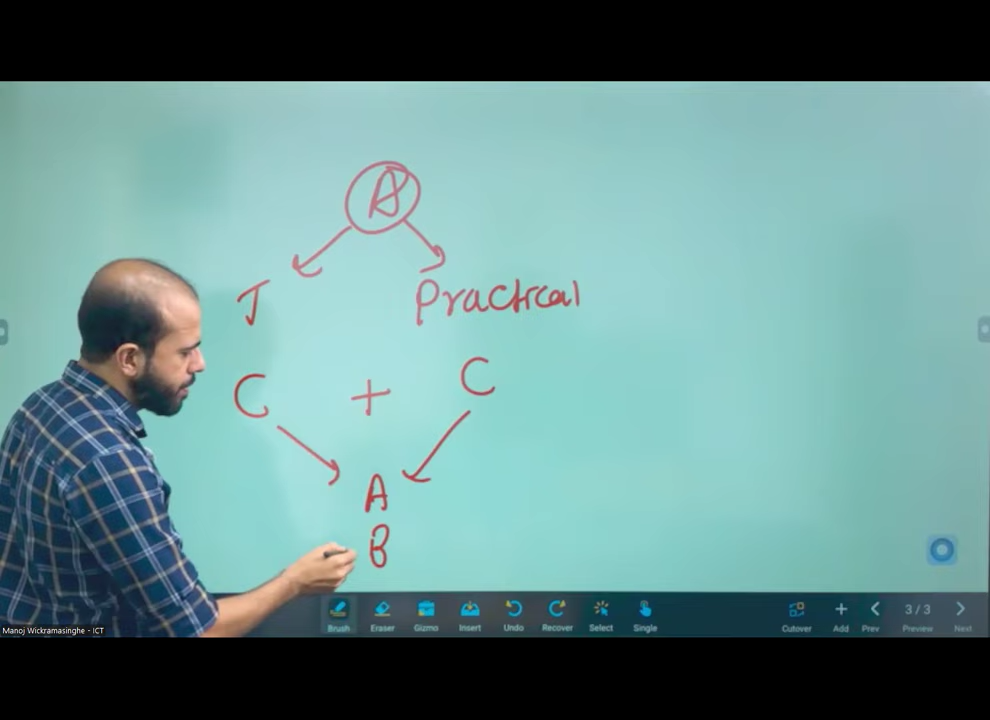 A
T Practical
C + C
A
B
Manoj Wickramasinghe - ICT
Brush Eraser Gizmo Insert Undo Recover Select Single Cutover Add Prev 3 / 3 Preview Next